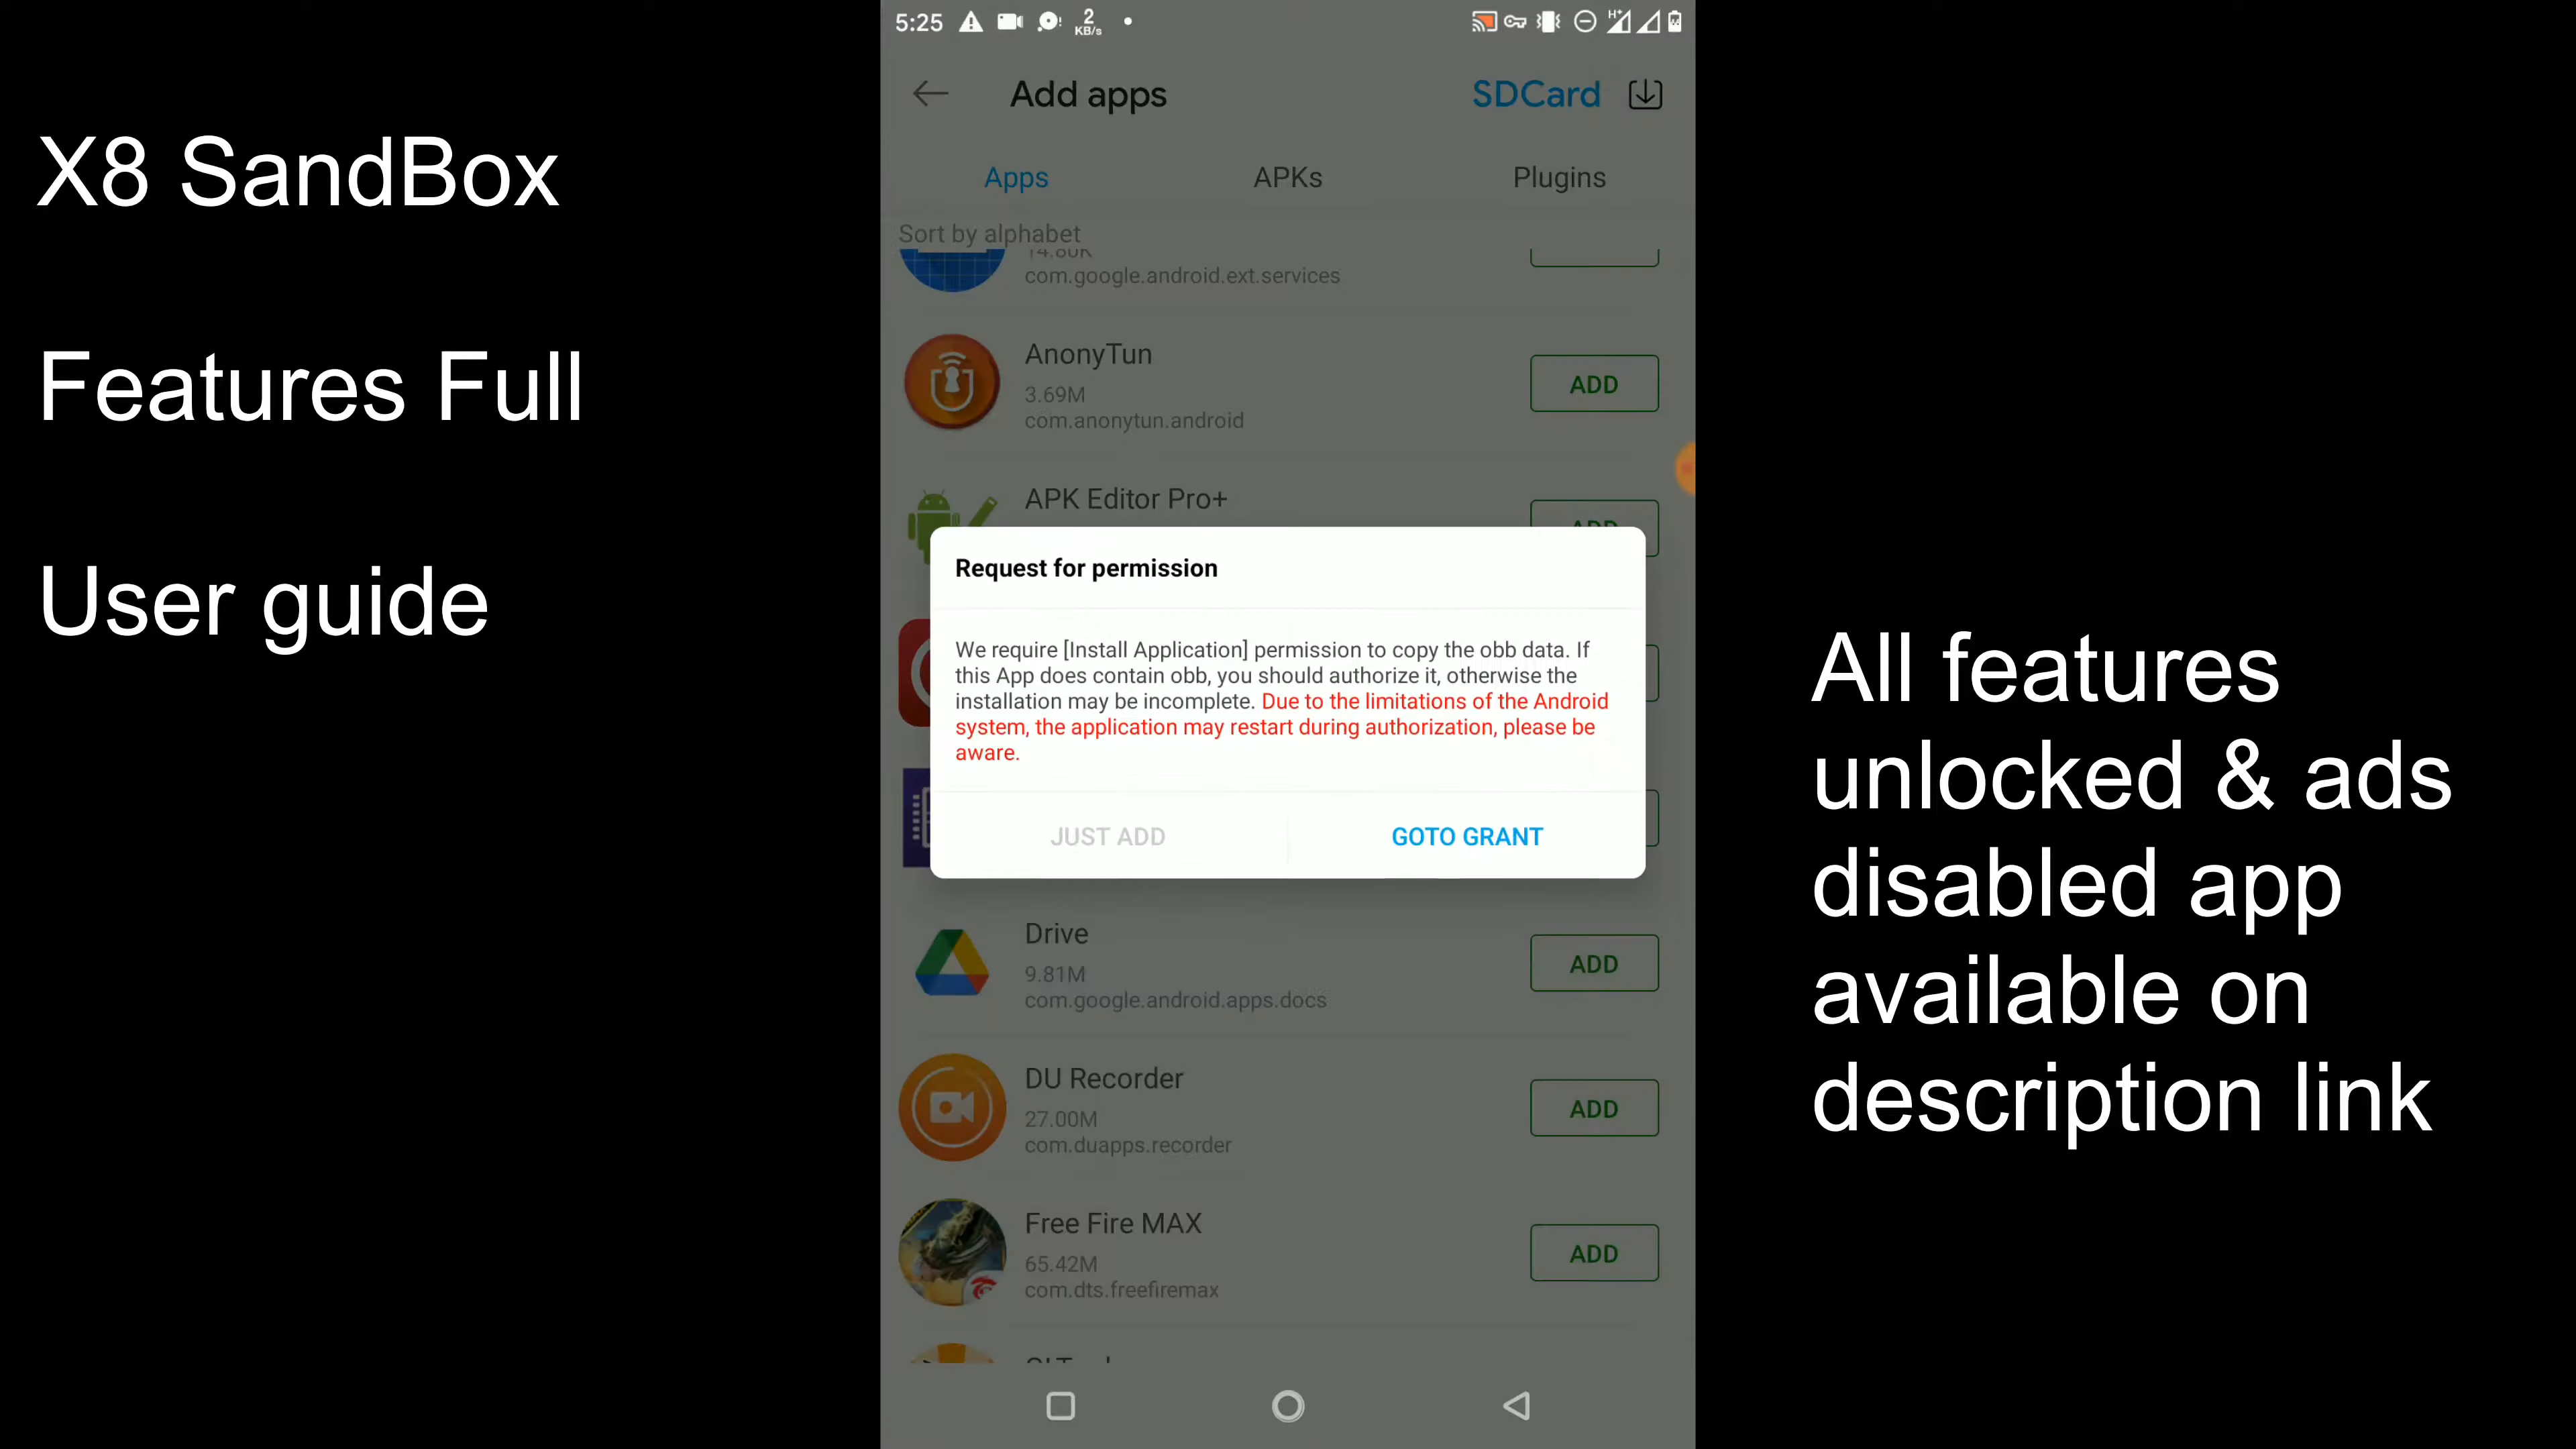 X8 SandBox
Features Full
User guide
5:25
2
KB/s
H+
Add apps
SDCard
Apps
APKs
Plugins
Sort by alphabet
14.80K
com.google.android.ext.services
AnonyTun
3.69M
com.anonytun.android
ADD
APK Editor Pro+
ADD
Request for permission
We require [Install Application] permission to copy the obb data. If
this App does contain obb, you should authorize it, otherwise the
installation may be incomplete. Due to the limitations of the Android
system, the application may restart during authorization, please be
aware.
JUST ADD
GOTO GRANT
Drive
9.81M
com.google.android.apps.docs
ADD
DU Recorder
27.00M
com.duapps.recorder
ADD
Free Fire MAX
65.42M
com.dts.freefiremax
ADD
All features
unlocked & ads
disabled app
available on
description link